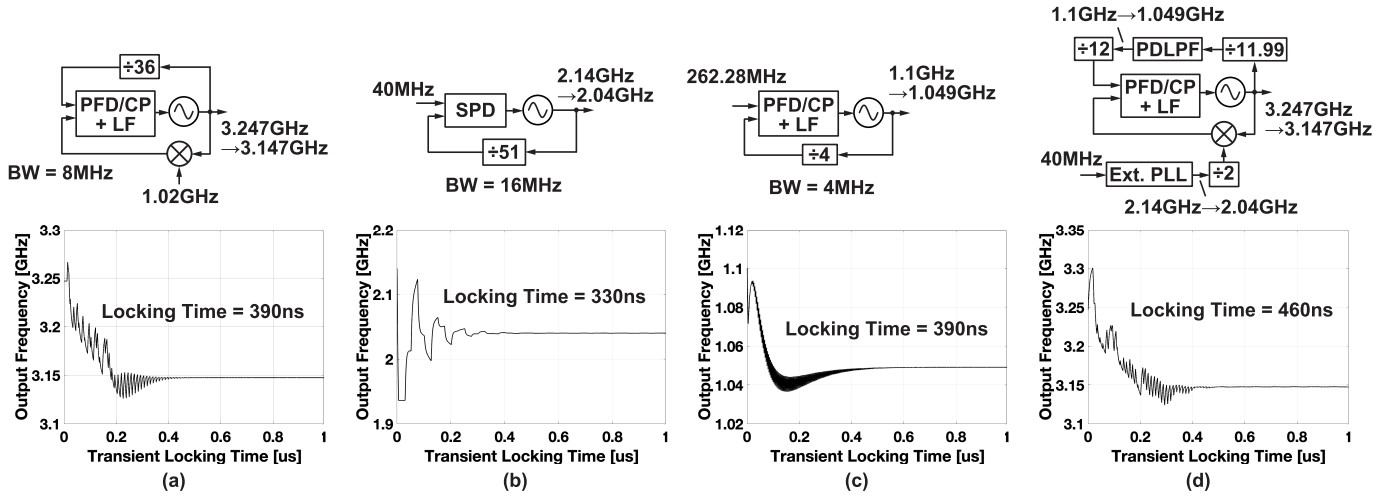 ÷36
PFD/CP
+ LF
3.247GHz
→3.147GHz
BW = 8MHz
1.02GHz
40MHz
SPD
2.14GHz
→2.04GHz
÷51
BW = 16MHz
262.28MHz
PFD/CP
+ LF
1.1GHz
→1.049GHz
÷4
BW = 4MHz
1.1GHz→1.049GHz
÷12
PDLPF
÷11.99
PFD/CP
+ LF
3.247GHz
→3.147GHz
40MHz
Ext. PLL
÷2
2.14GHz→2.04GHz
Output Frequency [GHz]
3.3
3.25
3.2
3.15
3.1
Locking Time = 390ns
0 0.2 0.4 0.6 0.8 1
Transient Locking Time [us]
(a)
Output Frequency [GHz]
2.2
2.1
2
1.9
Locking Time = 330ns
0 0.2 0.4 0.6 0.8 1
Transient Locking Time [us]
(b)
Output Frequency [GHz]
1.12
1.1
1.08
1.06
1.04
1.02
Locking Time = 390ns
0 0.2 0.4 0.6 0.8 1
Transient Locking Time [us]
(c)
Output Frequency [GHz]
3.35
3.3
3.25
3.2
3.15
3.1
Locking Time = 460ns
0 0.2 0.4 0.6 0.8 1
Transient Locking Time [us]
(d)